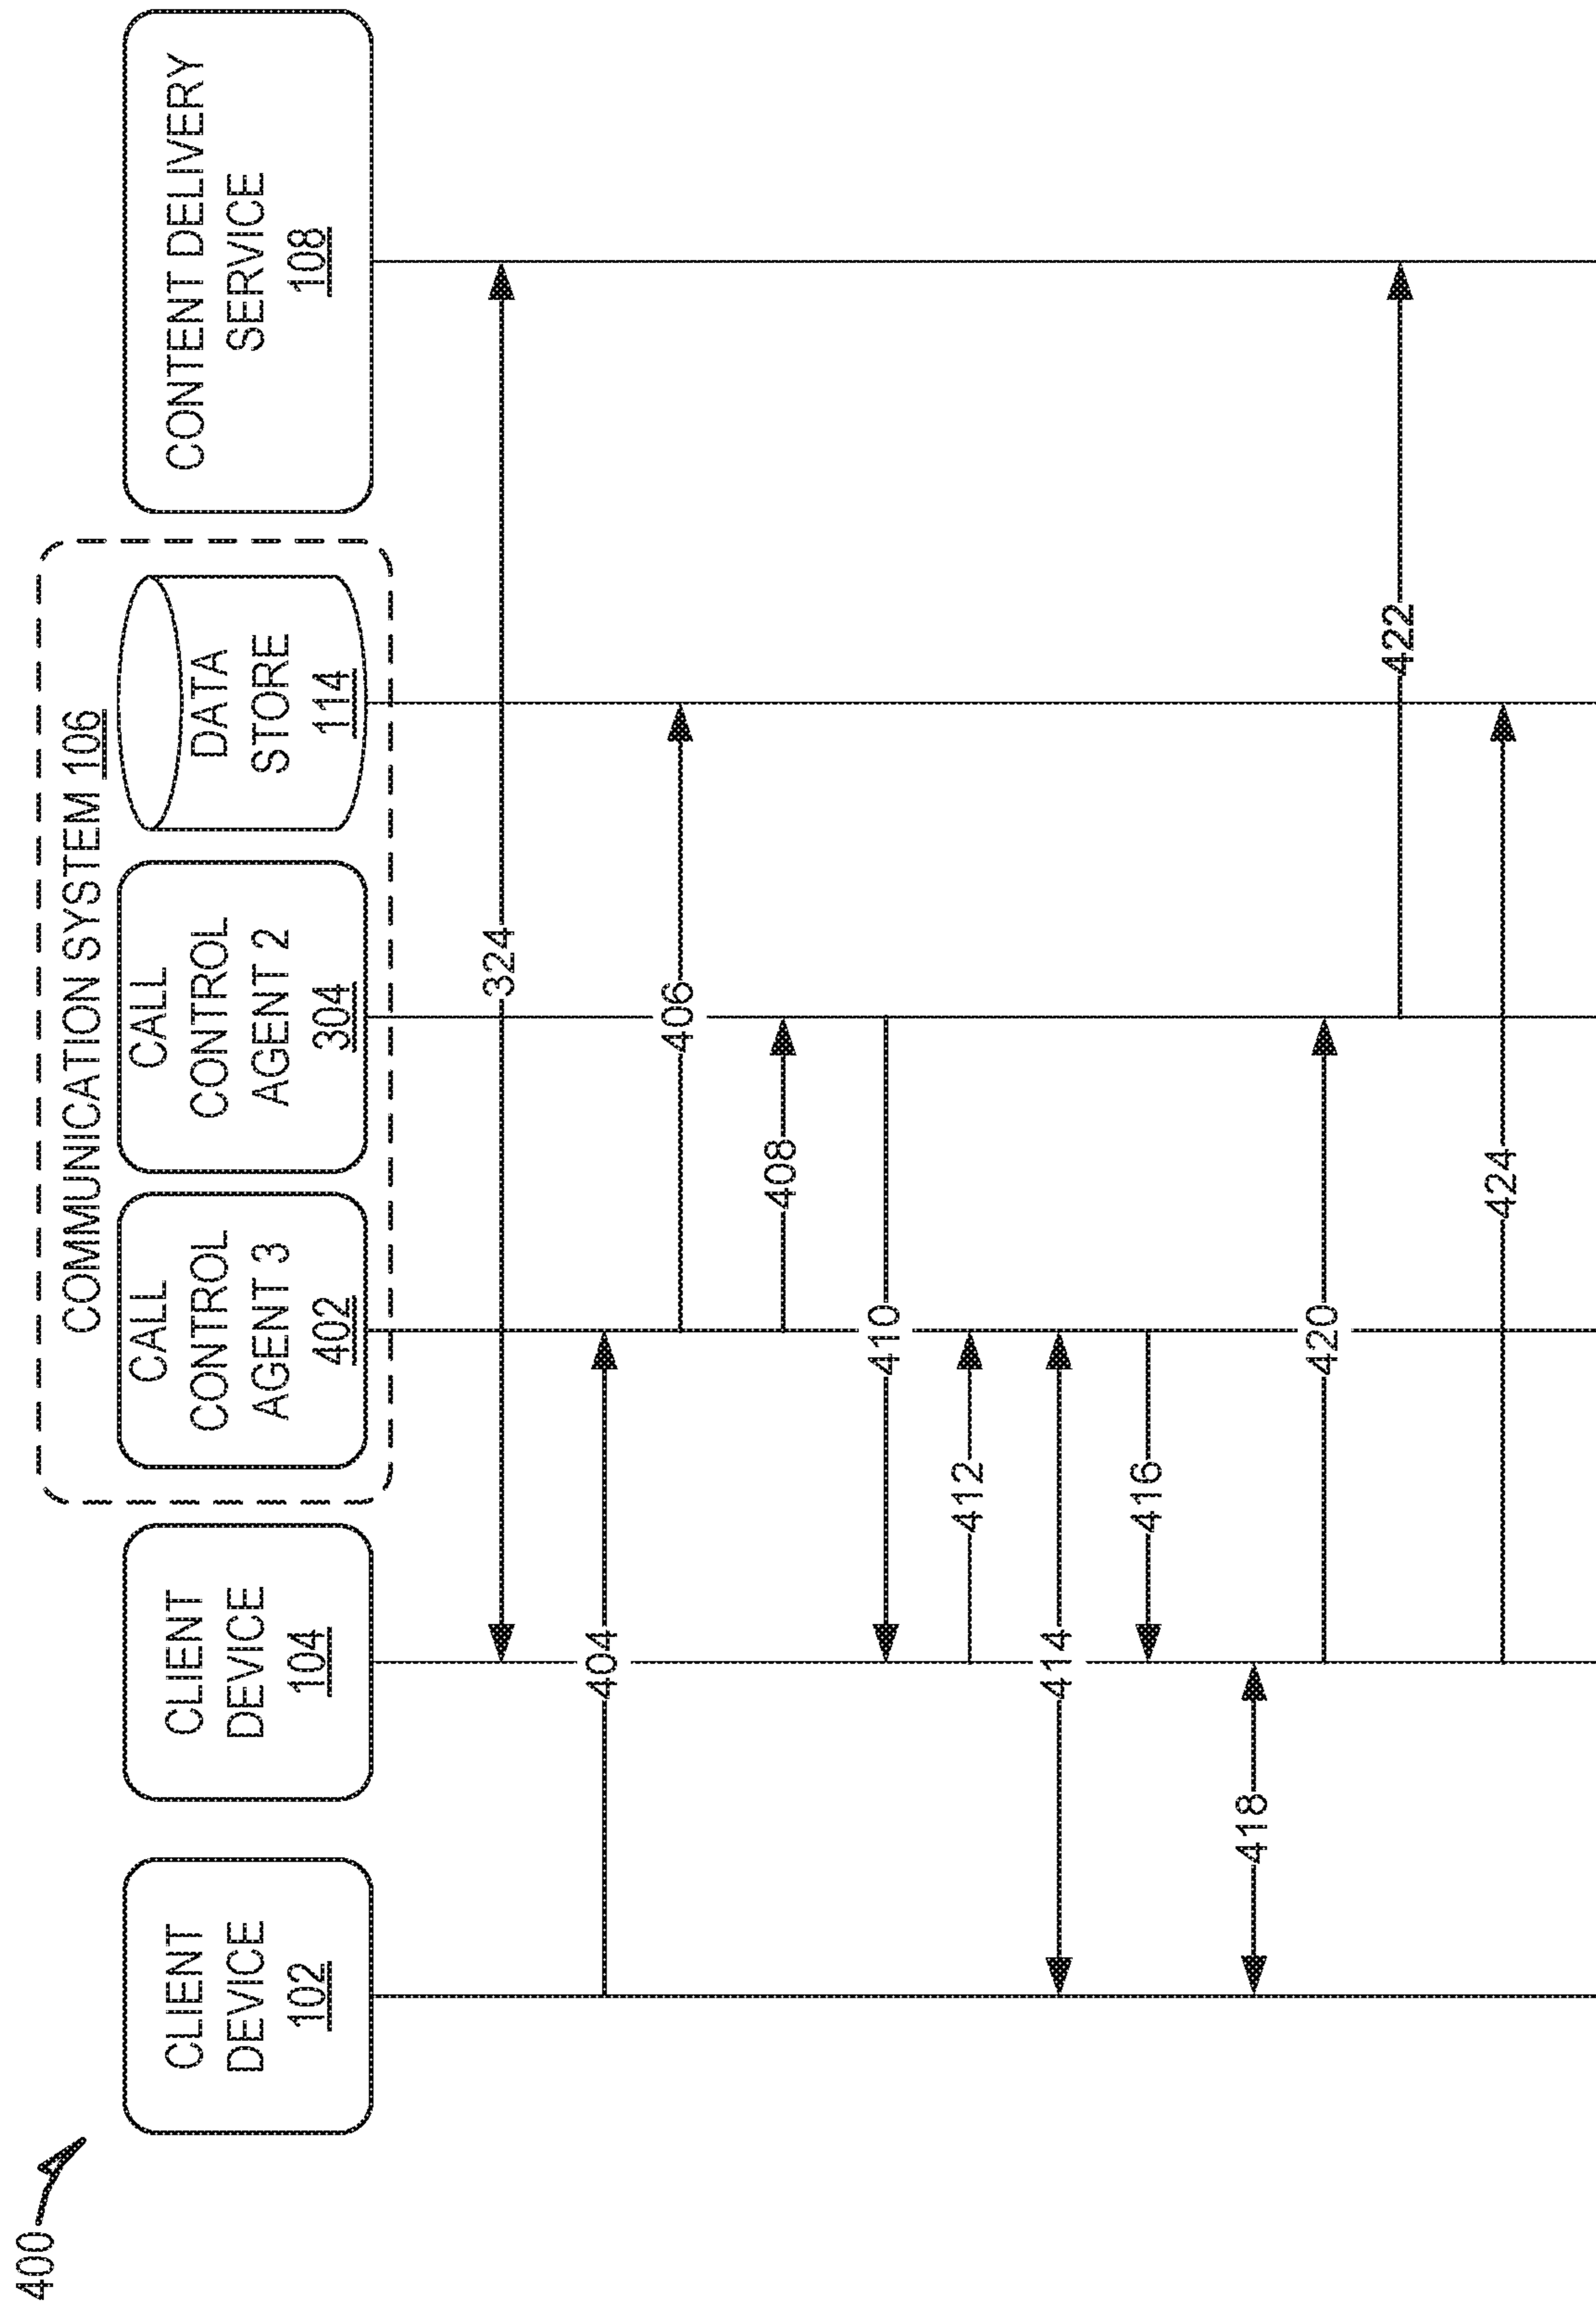 400
COMMUNICATION SYSTEM 106
CLIENT
DEVICE
102
CLIENT
DEVICE
104
CALL
CONTROL
AGENT 3
402
CALL
CONTROL
AGENT 2
304
DATA
STORE
114
CONTENT DELIVERY
SERVICE
108
324
404
406
408
410
412
414
416
418
420
422
424